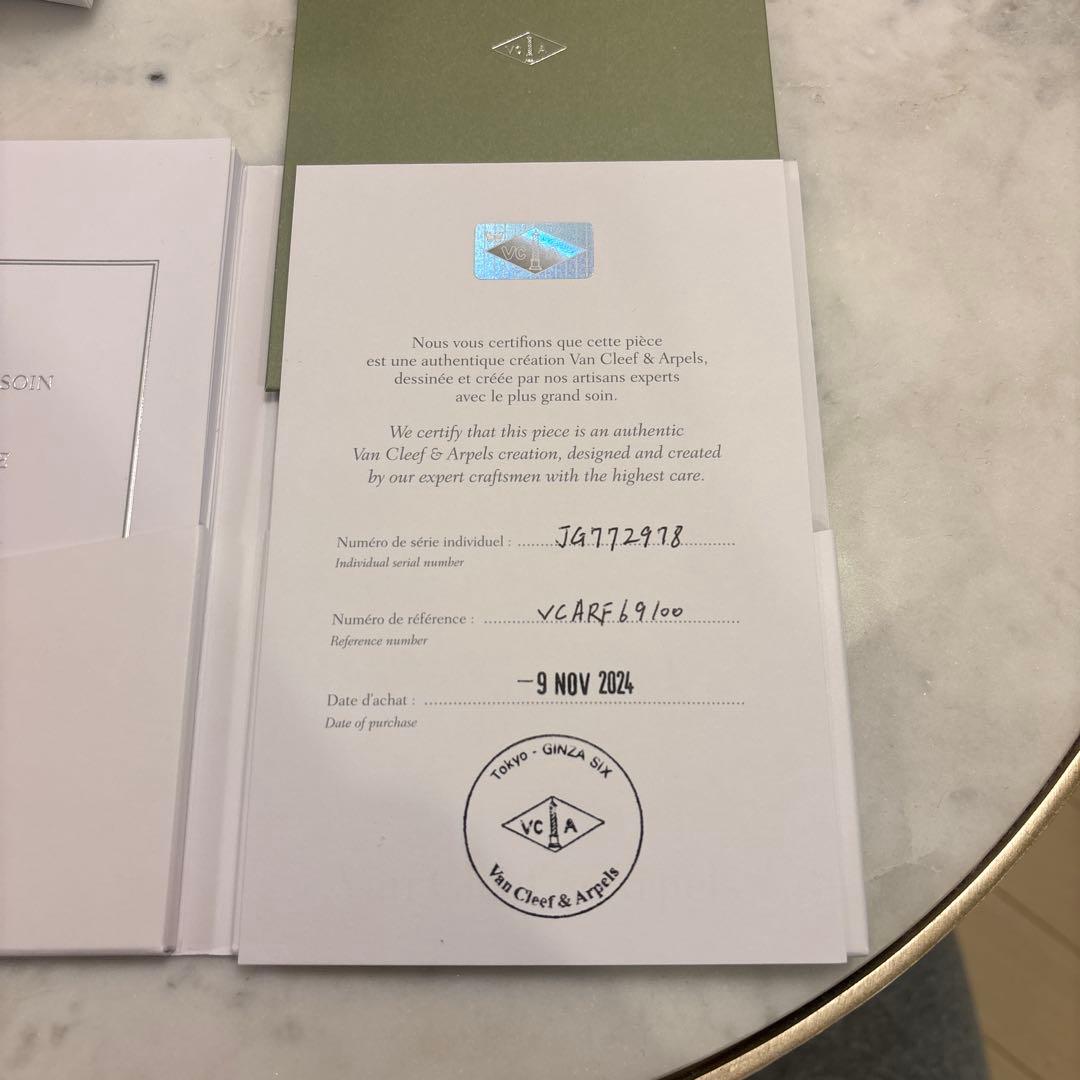 VC A
SOIN
E
VC
Nous vous certifions que cette pièce
est une authentique création Van Cleef & Arpels,
dessinée et créée par nos artisans experts
avec le plus grand soin.
We certify that this piece is an authentic
Van Cleef & Arpels creation, designed and created
by our expert craftsmen with the highest care.
Numéro de série individuel : JG772978
Individual serial number
Numéro de référence : VCARF69100
Reference number
-9 NOV 2024
Date d'achat :
Date of purchase
Tokyo - GINZA SIX
VC A
Van Cleef & Arpels